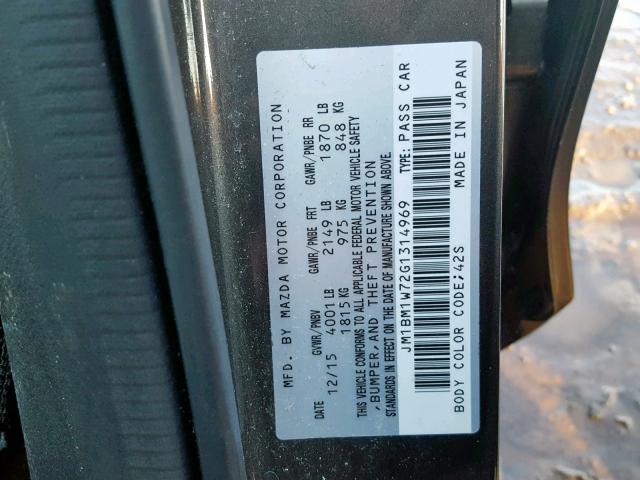 MFD. BY MAZDA MOTOR CORPORATION
DATE GVWR/PNBV GAWR/PNBE FRT GAWR/PNBE RR
12/15 4001 LB 2149 LB 1870 LB
1815 KG 975 KG 848 KG
THIS VEHICLE CONFORMS TO ALL APPLICABLE FEDERAL MOTOR VEHICLE SAFETY
,BUMPER,AND THEFT PREVENTION
STANDARDS IN EFFECT ON THE DATE OF MANUFACTURE SHOWN ABOVE.
JM1BM1W72G1314969 TYPE: PASS CAR
BODY COLOR CODE;42S MADE IN JAPAN